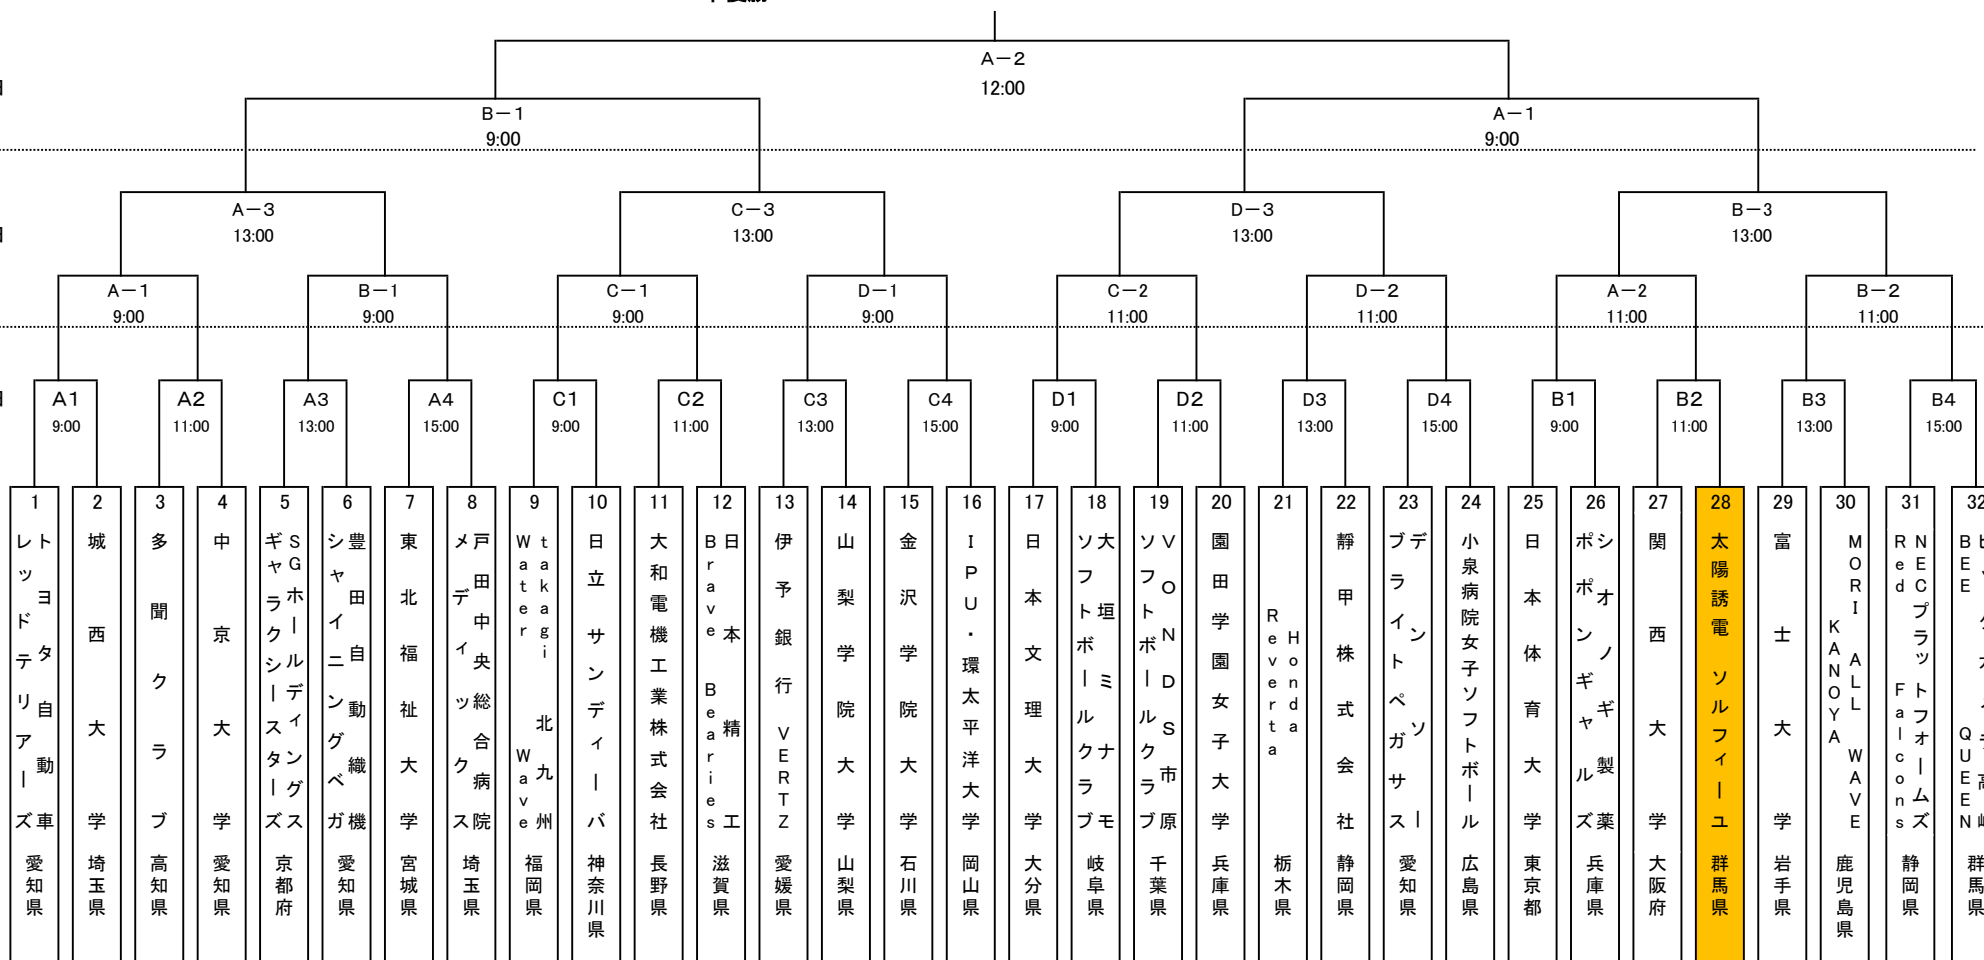 A－2
12:00
B－1
9:00
A－1
9:00
A－3
13:00
C－3
13:00
D－3
13:00
B－3
13:00
A－1
9:00
B－1
9:00
C－1
9:00
D－1
9:00
C－2
11:00
D－2
11:00
A－2
11:00
B－2
11:00
A1
9:00
A2
11:00
A3
13:00
A4
15:00
C1
9:00
C2
11:00
C3
13:00
C4
15:00
D1
9:00
D2
11:00
D3
13:00
D4
15:00
B1
9:00
B2
11:00
B3
13:00
B4
15:00
1
トヨタ自動車
レッドテリアーズ
愛知県
2
城西大学
埼玉県
3
多聞クラブ
高知県
4
中京大学
愛知県
5
SGホールディングス
ギャラクシースターズ
京都府
6
豊田自動織機
シャイニングベガ
愛知県
7
東北福祉大学
宮城県
8
戸田中央総合病院
メディックス
埼玉県
9
takagi 北九州
Water Wave
福岡県
10
日立 サンディーバ
神奈川県
11
大和電機工業株式会社
長野県
12
日本精工
Brave Bearies
滋賀県
13
伊予銀行 VERTZ
愛媛県
14
山梨学院大学
山梨県
15
金沢学院大学
石川県
16
IPU・環太平洋大学
岡山県
17
日本文理大学
大分県
18
大垣ミナモ
ソフトボールクラブ
岐阜県
19
VONDS市原
ソフトボールクラブ
千葉県
20
園田学園女子大学
兵庫県
21
Honda
Reverta
栃木県
22
靜甲株式会社
静岡県
23
デンソー
ブライトペガサス
愛知県
24
小泉病院女子ソフトボール
広島県
25
日本体育大学
東京都
26
シオノギ製薬
ポポンギャルズ
兵庫県
27
関西大学
大阪府
28
太陽誘電 ソルフィーユ
群馬県
29
富士大学
岩手県
30
MORI ALL WAVE
KANOYA
鹿児島県
31
NECプラットフォームズ
Red Falcons
静岡県
32
BEE QUEEN